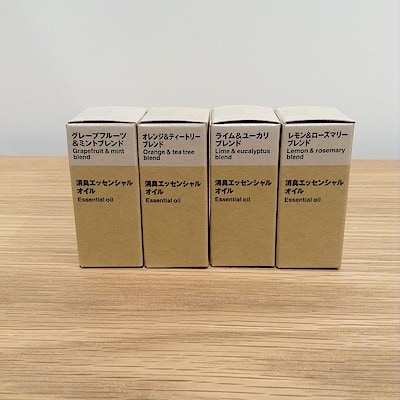 グレープフルーツ
&ミントブレンド
Grapefruit & mint
blend
消臭エッセンシャル
オイル
Essential oil
オレンジ&ティートリー
ブレンド
Orange & tea tree
blend
消臭エッセンシャル
オイル
Essential oil
ライム&ユーカリ
ブレンド
Lime & eucalyptus
blend
消臭エッセンシャル
オイル
Essential oil
レモン&ローズマリー
ブレンド
Lemon & rosemary
blend
消臭エッセンシャル
オイル
Essential oil